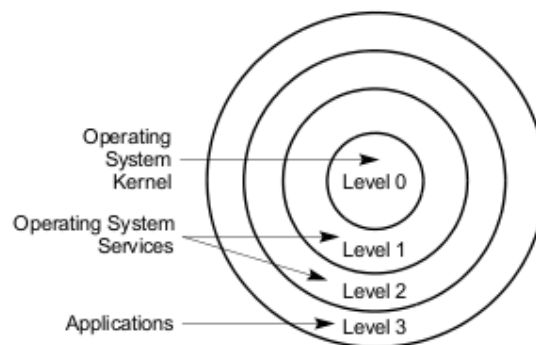 Operating
System
Kernel
Level 0
Operating System
Services
Level 1
Level 2
Applications
Level 3